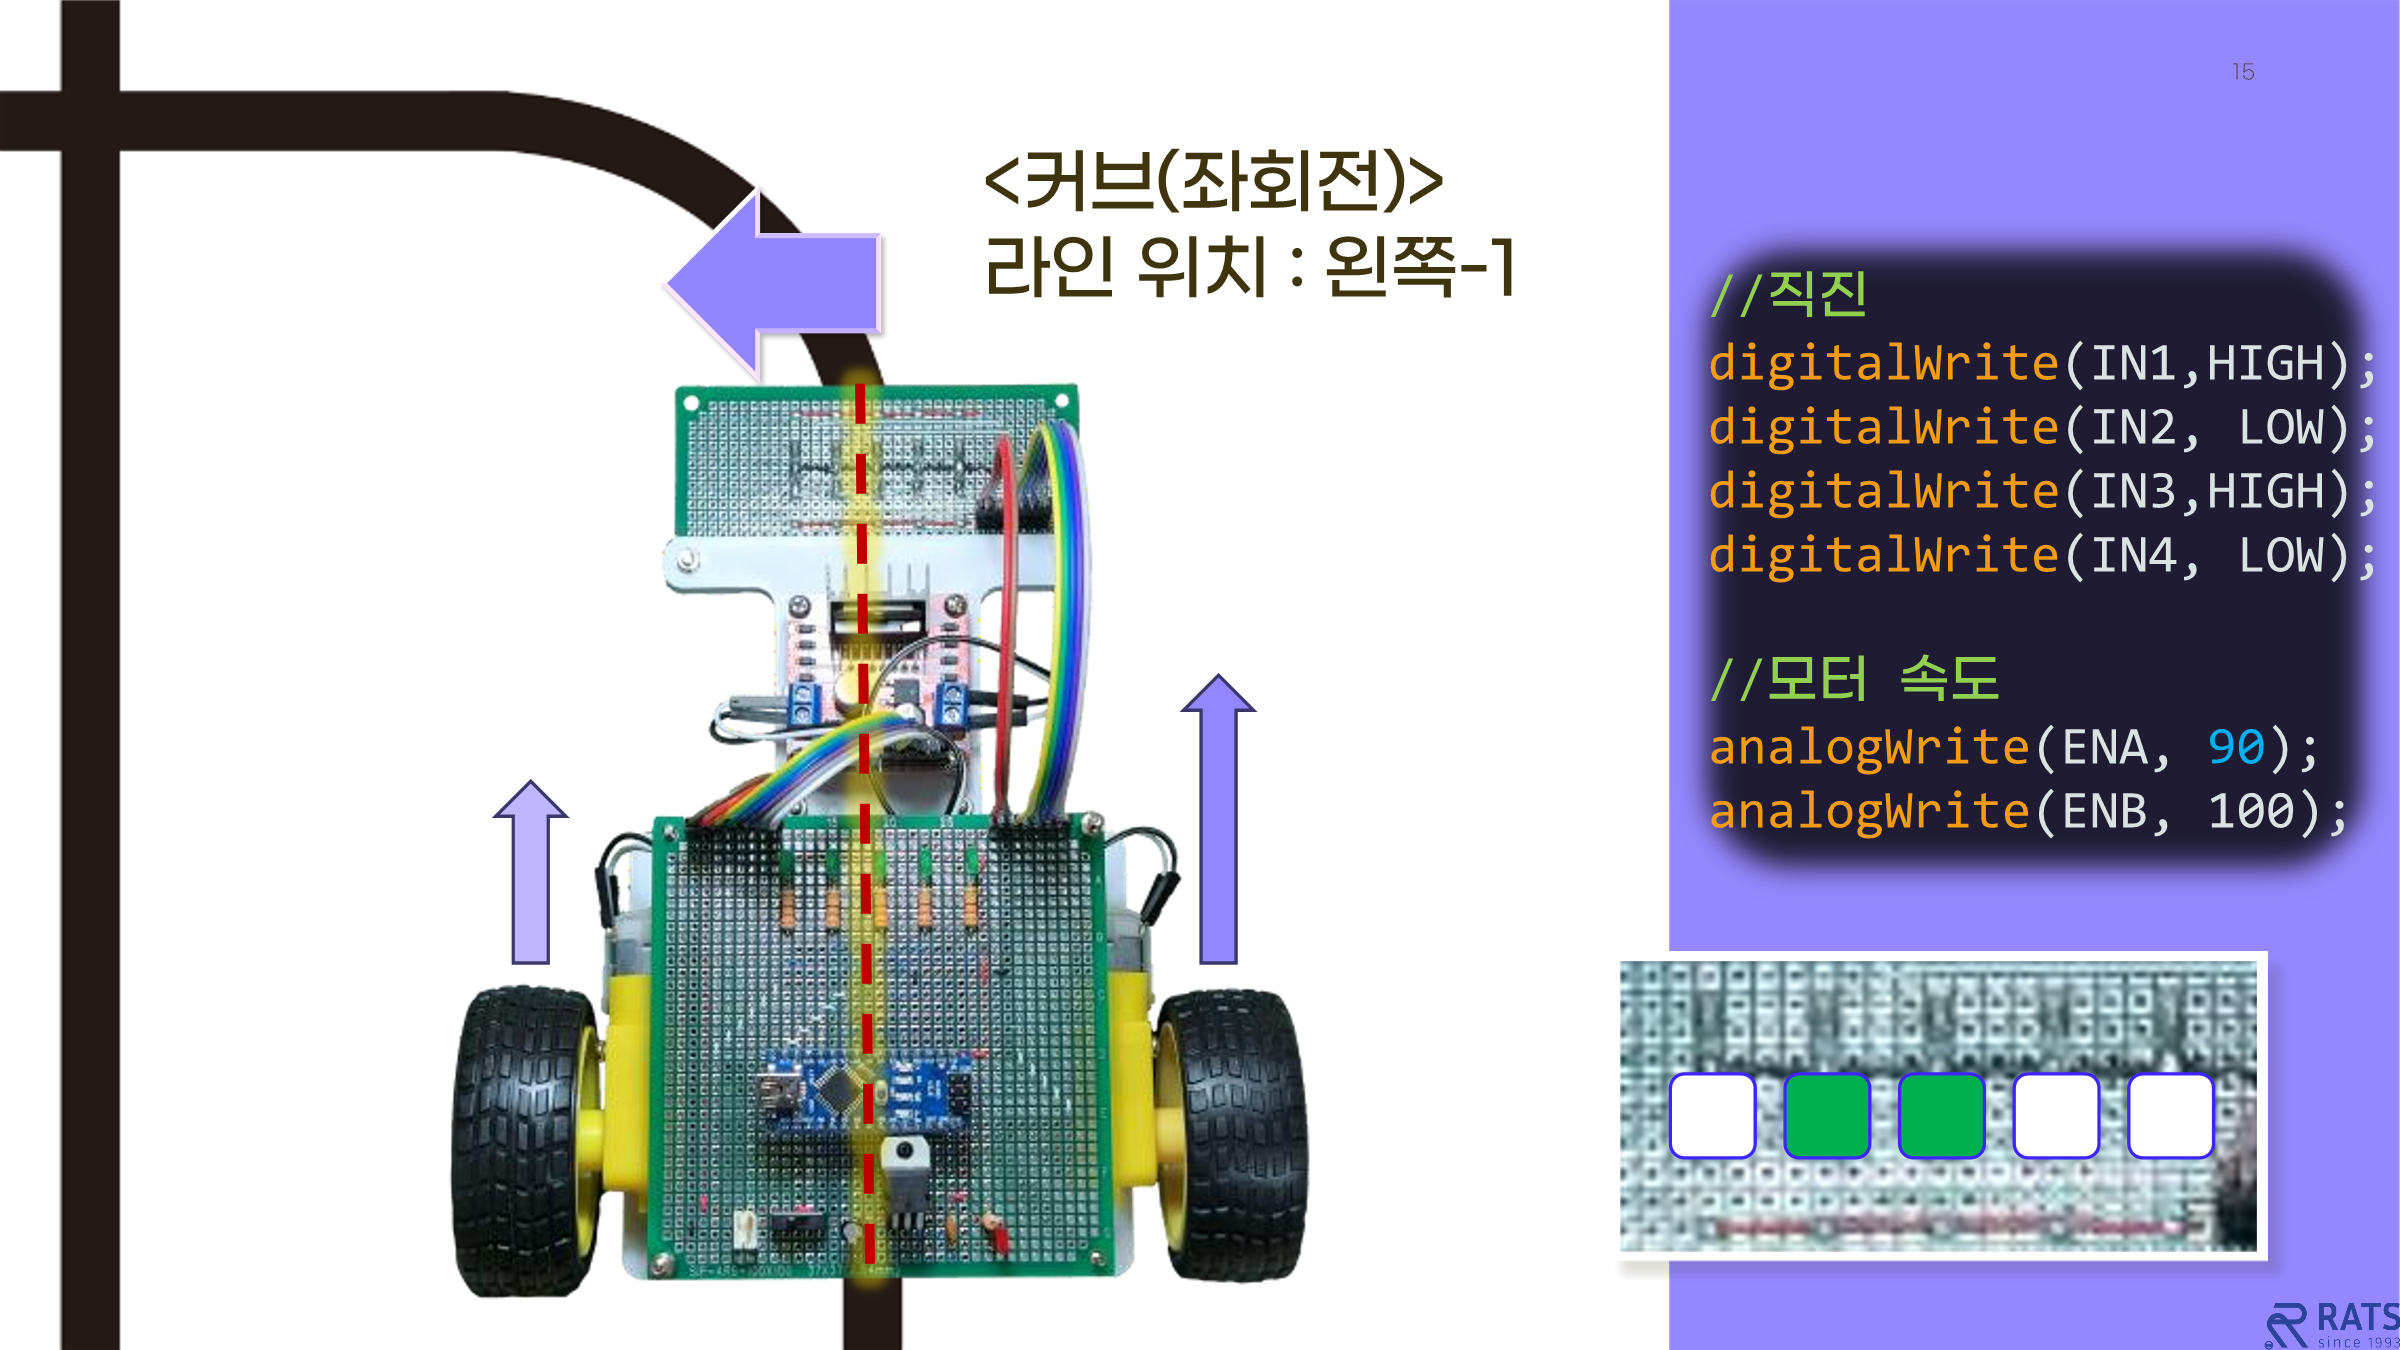 15
<커브(좌회전)>
라인 위치 : 왼쪽-1
//직진
digitalWrite(IN1,HIGH);
digitalWrite(IN2, LOW);
digitalWrite(IN3,HIGH);
digitalWrite(IN4, LOW);
//모터 속도
analogWrite(ENA, 90);
analogWrite(ENB, 100);
RATS
since 1993